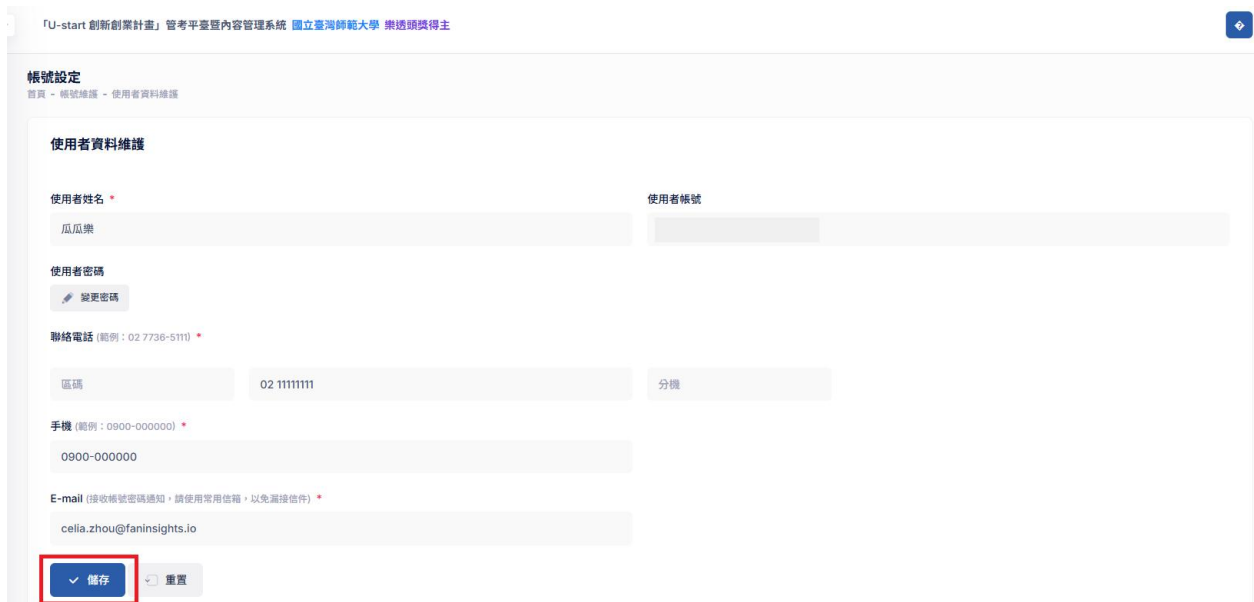 「U-start 創新創業計畫」管考平臺暨內容管理系統 國立臺灣師範大學 樂透頭獎得主
帳號設定
首頁 - 帳號維護 - 使用者資料維護
使用者資料維護
使用者姓名 *
使用者帳號
瓜瓜樂
使用者密碼
變更密碼
聯絡電話 (範例：02 7736-5111) *
區碼
02 11111111
分機
手機 (範例：0900-000000) *
0900-000000
E-mail (接收帳號密碼通知，請使用常用信箱，以免漏接信件) *
celia.zhou@faninsights.io
儲存
重置